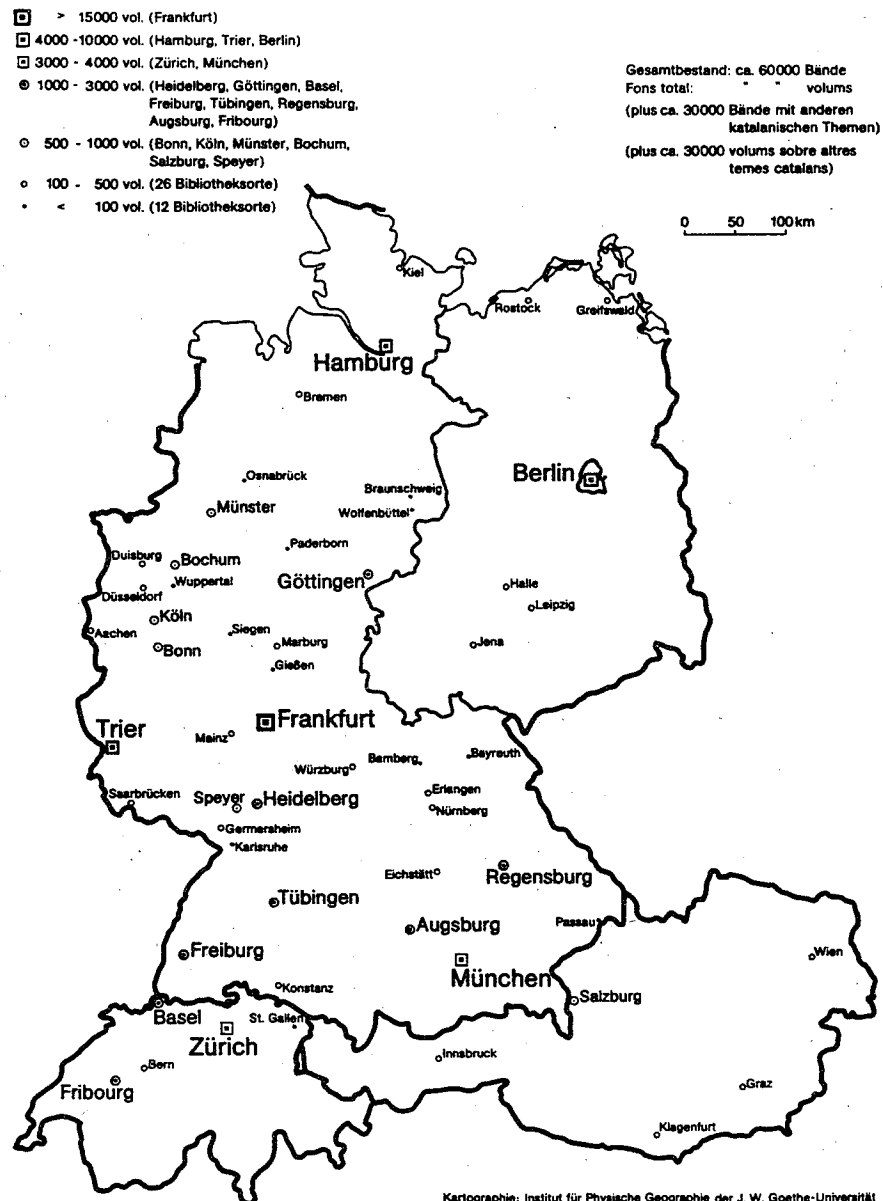 > 15000 vol. (Frankfurt)
4000-10000 vol. (Hamburg, Trier, Berlin)
3000 - 4000 vol. (Zürich, München)
1000 - 3000 vol. (Heidelberg, Göttingen, Basel,
Freiburg, Tübingen, Regensburg,
Augsburg, Fribourg)
500 - 1000 vol. (Bonn, Köln, Münster, Bochum,
Salzburg, Speyer)
100 - 500 vol. (26 Bibliotheksorte)
< 100 vol. (12 Bibliotheksorte)
Gesamtbestand: ca. 60000 Bände
Fons total: " " volums
(plus ca. 30000 Bände mit anderen
katalanischen Themen)
(plus ca. 30000 volums sobre altres
temes catalans)
0 50 100km
Kiel
Rostock
Greifswald
Hamburg
Bremen
Osnabrück
Berlin
Braunschweig
Münster
Wolfenbüttel
Paderborn
Duisburg
Bochum
Göttingen
Wuppertal
Halle
Düsseldorf
Leipzig
Köln
Aachen
Siegen
Marburg
Jena
Bonn
Gießen
Frankfurt
Trier
Mainz
Bamberg
Bayreuth
Würzburg
Saarbrücken
Speyer
Heidelberg
Erlangen
Nürnberg
Germersheim
Karlsruhe
Eichstätt
Regensburg
Tübingen
Augsburg
Passau
Freiburg
Wien
München
Konstanz
Salzburg
Basel
St. Gallen
Zürich
Innsbruck
Bern
Fribourg
Graz
Klagenfurt
Kartographie: Institut für Physische Geographie der J. W. Goethe-Universität